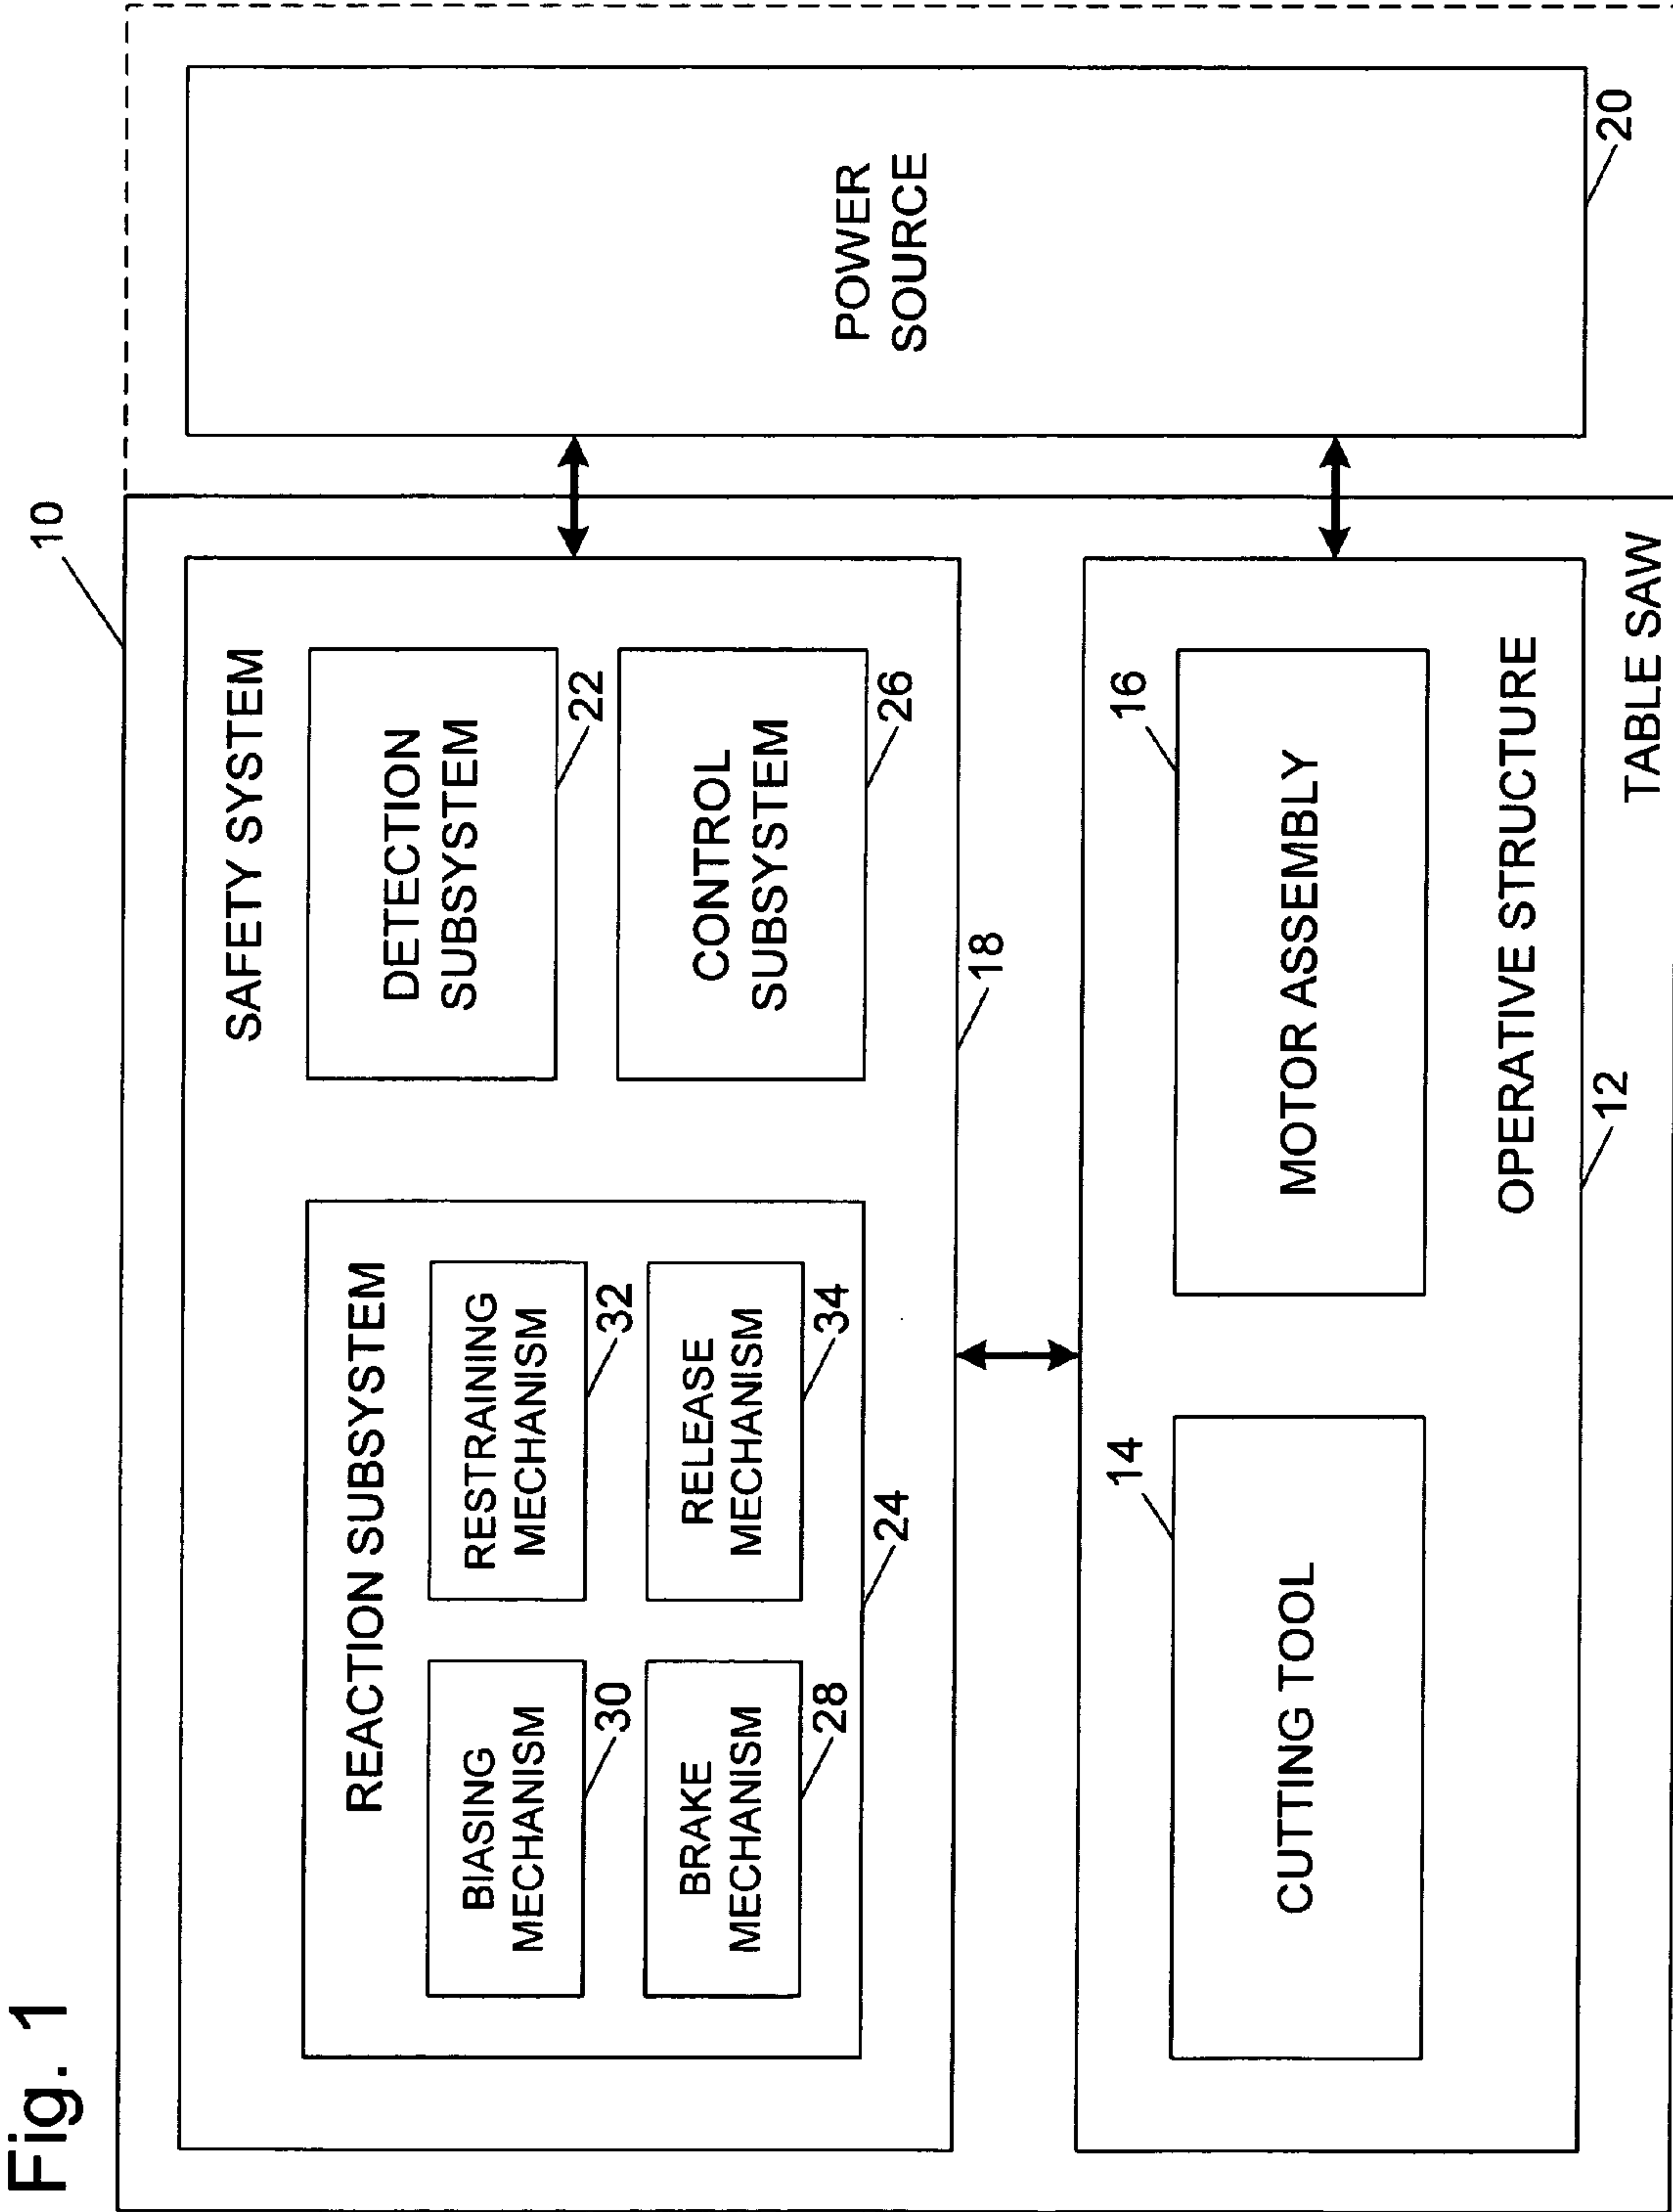 Fig. 1
10
SAFETY SYSTEM
REACTION SUBSYSTEM
BIASING
MECHANISM
30
RESTRAINING
MECHANISM
32
BRAKE
MECHANISM
28
RELEASE
MECHANISM
34
24
DETECTION
SUBSYSTEM
22
CONTROL
SUBSYSTEM
26
18
14
CUTTING TOOL
16
MOTOR ASSEMBLY
OPERATIVE STRUCTURE
12
TABLE SAW
POWER
SOURCE
20